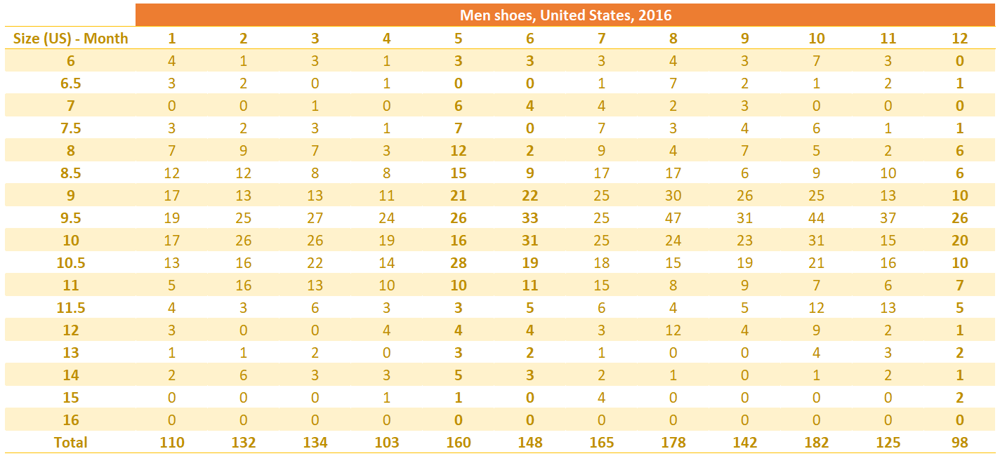 Men shoes, United States, 2016
Size (US) - Month 1 2 3 4 5 6 7 8 9 10 11 12
6 4 1 3 1 3 3 3 4 3 7 3 0
6.5 3 2 0 1 0 0 1 7 2 1 2 1
7 0 0 1 0 6 4 4 2 3 0 0 0
7.5 3 2 3 1 7 0 7 3 4 6 1 1
8 7 9 7 3 12 2 9 4 7 5 2 6
8.5 12 12 8 8 15 9 17 17 6 9 10 6
9 17 13 13 11 21 22 25 30 26 25 13 10
9.5 19 25 27 24 26 33 25 47 31 44 37 26
10 17 26 26 19 16 31 25 24 23 31 15 20
10.5 13 16 22 14 28 19 18 15 19 21 16 10
11 5 16 13 10 10 11 15 8 9 7 6 7
11.5 4 3 6 3 3 5 6 4 5 12 13 5
12 3 0 0 4 4 4 3 12 4 9 2 1
13 1 1 2 0 3 2 1 0 0 4 3 2
14 2 6 3 3 5 3 2 1 0 1 2 1
15 0 0 0 1 1 0 4 0 0 0 0 2
16 0 0 0 0 0 0 0 0 0 0 0 0
Total 110 132 134 103 160 148 165 178 142 182 125 98